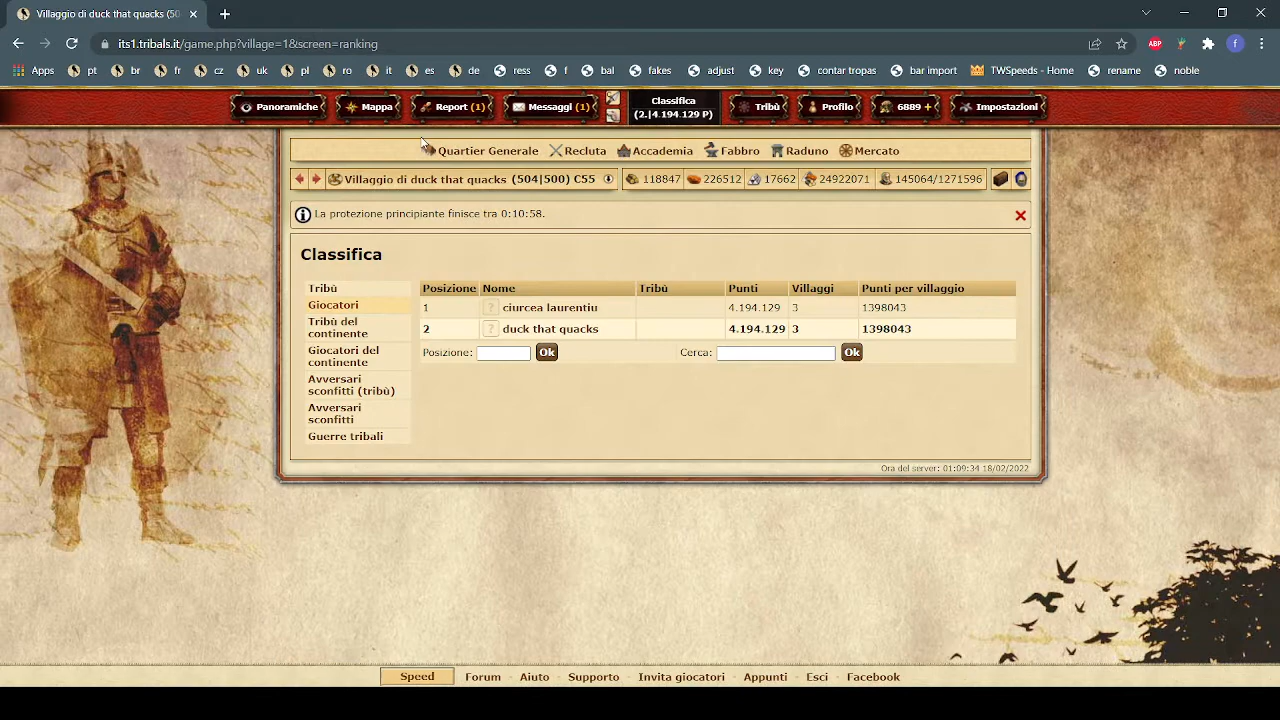 Villaggio di duck that quacks (50
its1.tribals.it/game.php?village=1&screen=ranking
Apps pt br fr cz uk pl ro it es de ress f bal fakes adjust key contar tropas bar import TWSpeeds - Home rename noble
Panoramiche Mappa Report (1) Messaggi (1) Classifica Tribù Profilo 6889 + Impostazioni
(2.|4.194.129 P)
Quartier Generale Recluta Accademia Fabbro Raduno Mercato
Villaggio di duck that quacks (504|500) C55 118847 226512 17662 24922071 145064/1271596
La protezione principiante finisce tra 0:10:58.
Classifica
Tribù
Giocatori
Tribù del
continente
Giocatori del
continente
Avversari
sconfitti (tribù)
Avversari
sconfitti
Guerre tribali
Posizione Nome Tribù Punti Villaggi Punti per villaggio
1 ? ciurcea laurentiu 4.194.129 3 1398043
2 ? duck that quacks 4.194.129 3 1398043
Posizione: Ok Cerca: Ok
Ora del server: 01:09:34 18/02/2022
Speed Forum - Aiuto - Supporto - Invita giocatori - Appunti - Esci - Facebook